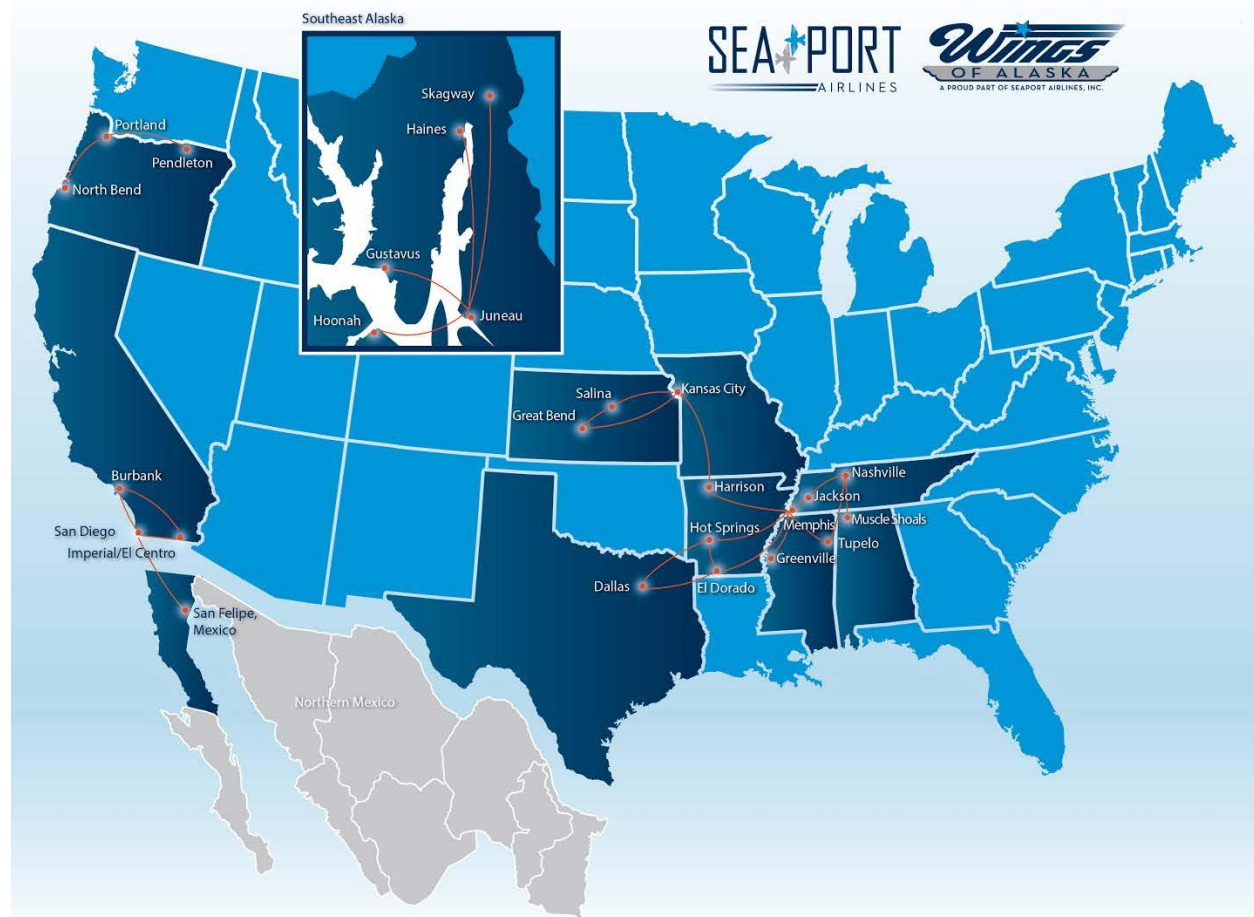 Southeast Alaska
SEA PORT
AIRLINES
Wings
OF ALASKA
A PROUD PART OF SEAPORT AIRLINES, INC.
Skagway
Haines
Gustavus
Hoonah
Juneau
Portland
Pendleton
North Bend
Salina
Kansas City
Great Bend
Burbank
San Diego
Imperial/El Centro
San Felipe,
Mexico
Harrison
Nashville
Jackson
Hot Springs
Memphis
Muscle Shoals
Tupelo
Greenville
Dallas
El Dorado
Northern Mexico